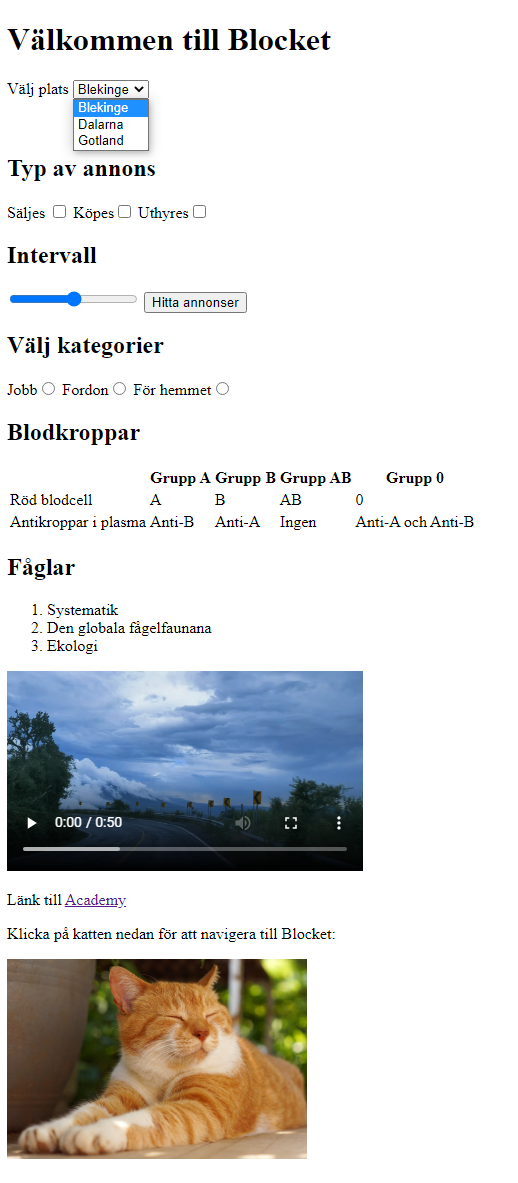 Välkommen till Blocket
Välj plats Blekinge
Blekinge
Dalarna
Gotland
Typ av annons
Säljes Köpes Uthyres
Intervall
Hitta annonser
Välj kategorier
Jobb Fordon För hemmet
Blodkroppar
Grupp A Grupp B Grupp AB Grupp 0
Röd blodcell A B AB 0
Antikroppar i plasma Anti-B Anti-A Ingen Anti-A och Anti-B
Fåglar
1. Systematik
2. Den globala fågelfaunana
3. Ekologi
0:00 / 0:50
Länk till Academy
Klicka på katten nedan för att navigera till Blocket: